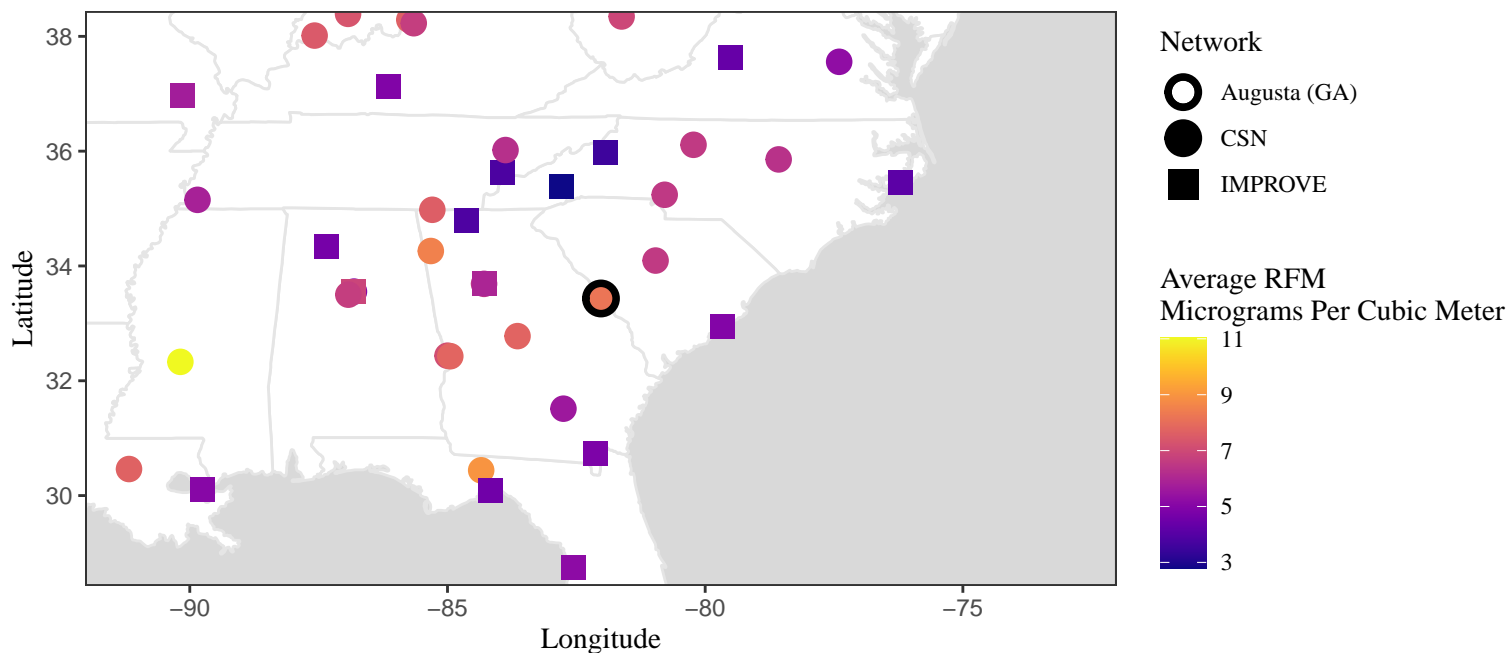 38
36
34
32
30
Latitude
−90
−85
−80
−75
Longitude
Network
Augusta (GA)
CSN
IMPROVE
Average RFM
Micrograms Per Cubic Meter
11
9
7
5
3